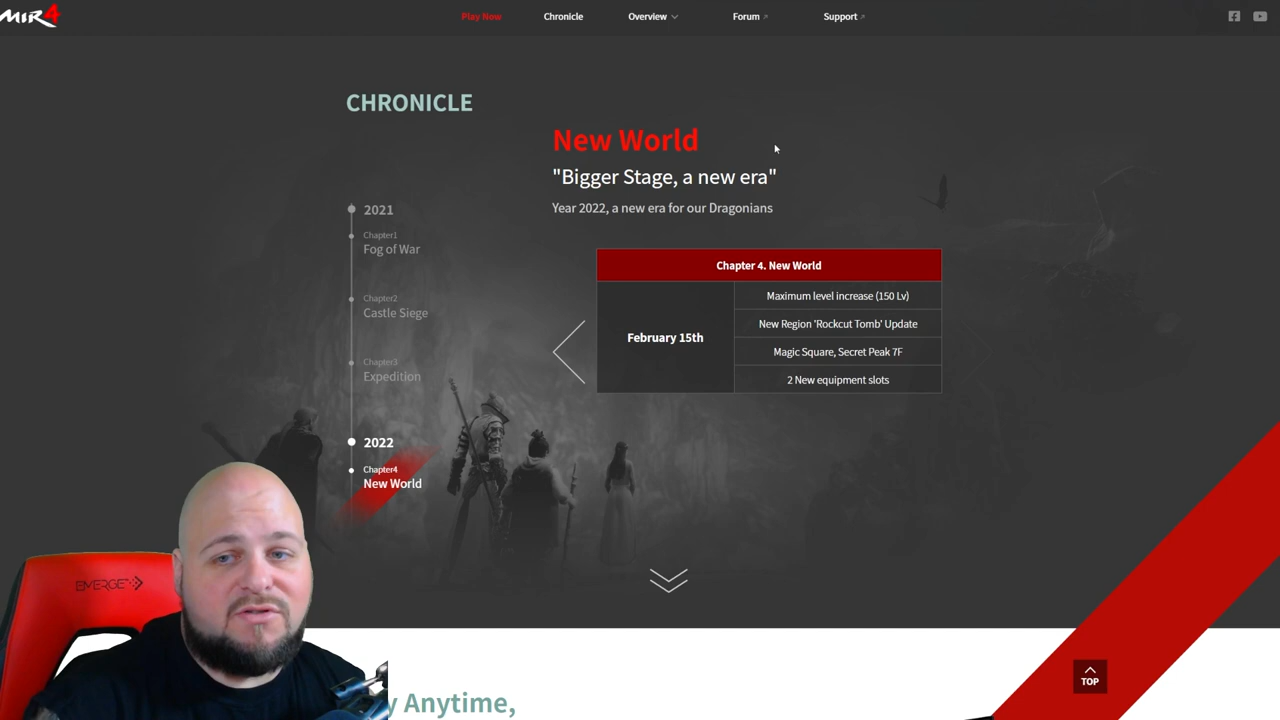 MIR4
Play Now
Chronicle
Overview
Forum
Support
CHRONICLE
New World
"Bigger Stage, a new era"
Year 2022, a new era for our Dragonians
2021
Chapter1
Fog of War
Chapter2
Castle Siege
Chapter3
Expedition
2022
Chapter4
New World
Chapter 4. New World
February 15th
Maximum level increase (150 Lv)
New Region 'Rockcut Tomb' Update
Magic Square, Secret Peak 7F
2 New equipment slots
EMERGE
TOP
y Anytime,